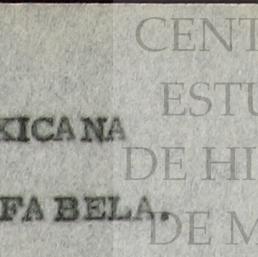 XICANA
FABELA.
CENT
ESTU
DE HI
DE M